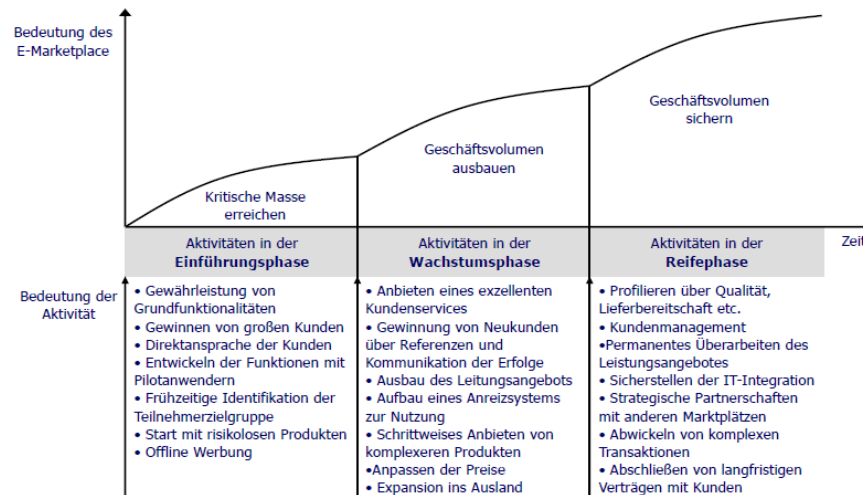 Bedeutung des
E-Marketplace
Kritische Masse
erreichen
Geschäftsvolumen
ausbauen
Geschäftsvolumen
sichern
Zeit
Aktivitäten in der
Einführungsphase
Aktivitäten in der
Wachstumsphase
Aktivitäten in der
Reifephase
Bedeutung der
Aktivität
• Gewährleistung von
Grundfunktionalitäten
• Gewinnen von großen Kunden
• Direktansprache der Kunden
• Entwickeln der Funktionen mit
Pilotanwendern
• Frühzeitige Identifikation der
Teilnehmerzielgruppe
• Start mit risikolosen Produkten
• Offline Werbung
• Anbieten eines exzellenten
Kundenservices
• Gewinnung von Neukunden
über Referenzen und
Kommunikation der Erfolge
• Ausbau des Leitungsangebots
• Aufbau eines Anreizsystems
zur Nutzung
• Schrittweises Anbieten von
komplexeren Produkten
•Anpassen der Preise
• Expansion ins Ausland
• Profilieren über Qualität,
Lieferbereitschaft etc.
• Kundenmanagement
•Permanentes Überarbeiten des
Leistungsangebotes
• Sicherstellen der IT-Integration
• Strategische Partnerschaften
mit anderen Marktplätzen
• Abwickeln von komplexen
Transaktionen
• Abschließen von langfristigen
Verträgen mit Kunden